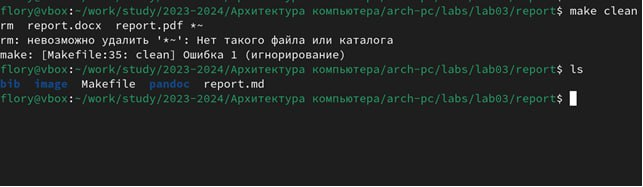 flory@vbox:~/work/study/2023-2024/Архитектура компьютера/arch-pc/labs/lab03/report$ make clean
rm  report.docx  report.pdf *~
rm: невозможно удалить '*~': Нет такого файла или каталога
make: [Makefile:35: clean] Ошибка 1 (игнорирование)
flory@vbox:~/work/study/2023-2024/Архитектура компьютера/arch-pc/labs/lab03/report$ ls
bib  image  Makefile  pandoc  report.md
flory@vbox:~/work/study/2023-2024/Архитектура компьютера/arch-pc/labs/lab03/report$